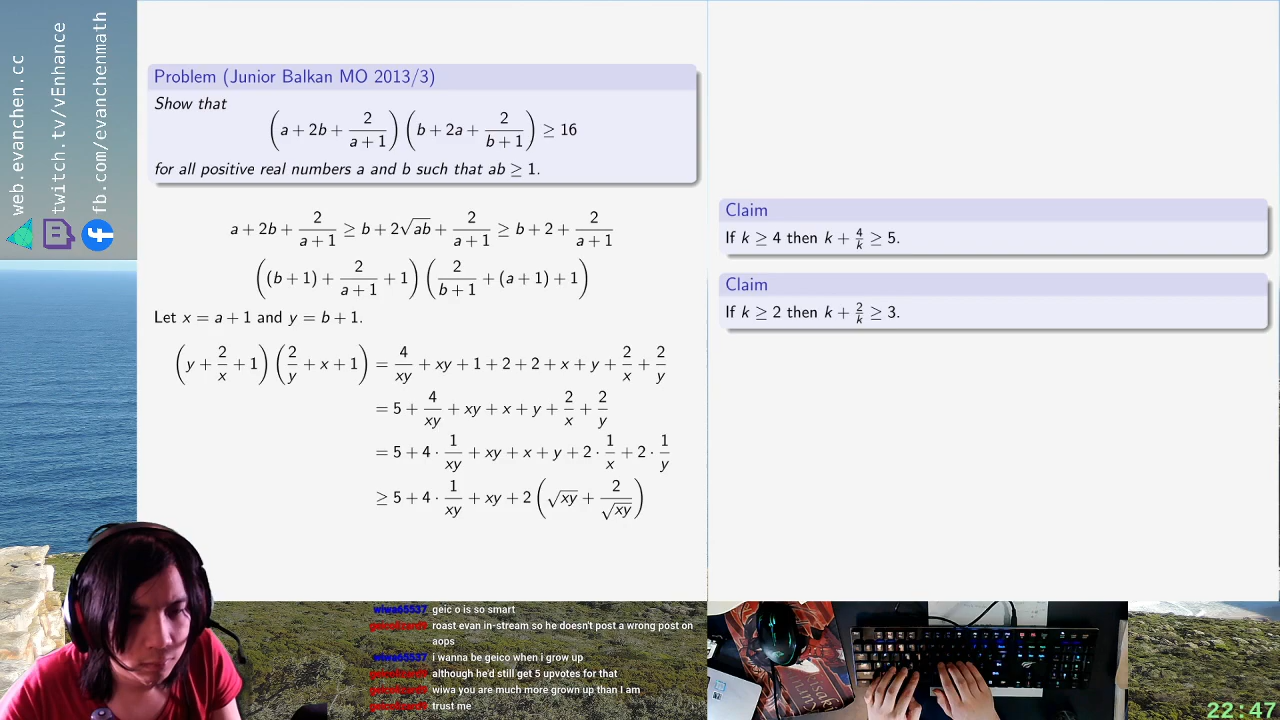 web.evanchen.cc
twitch.tv/vEnhance
fb.com/evanchenmath
Problem (Junior Balkan MO 2013/3)
Show that
(a + 2b + 2/(a+1)) (b + 2a + 2/(b+1)) ≥ 16
for all positive real numbers a and b such that ab ≥ 1.
a + 2b + 2/(a+1) ≥ b + 2√ab + 2/(a+1) ≥ b + 2 + 2/(a+1)
((b + 1) + 2/(a+1) + 1) (2/(b+1) + (a + 1) + 1)
Let x = a + 1 and y = b + 1.
(y + 2/x + 1) (2/y + x + 1) = 4/xy + xy + 1 + 2 + 2 + x + y + 2/x + 2/y
= 5 + 4/xy + xy + x + y + 2/x + 2/y
= 5 + 4 · 1/xy + xy + x + y + 2 · 1/x + 2 · 1/y
≥ 5 + 4 · 1/xy + xy + 2 (√xy + 2/√xy)
Claim
If k ≥ 4 then k + 4/k ≥ 5.
Claim
If k ≥ 2 then k + 2/k ≥ 3.
wiwa65537 geic o is so smart
roast evan in-stream so he doesn't post a wrong post on
aops
wiwa65537 i wanna be geico when i grow up
although he'd still get 5 upvotes for that
wiwa you are much more grown up than I am
trust me
22:47